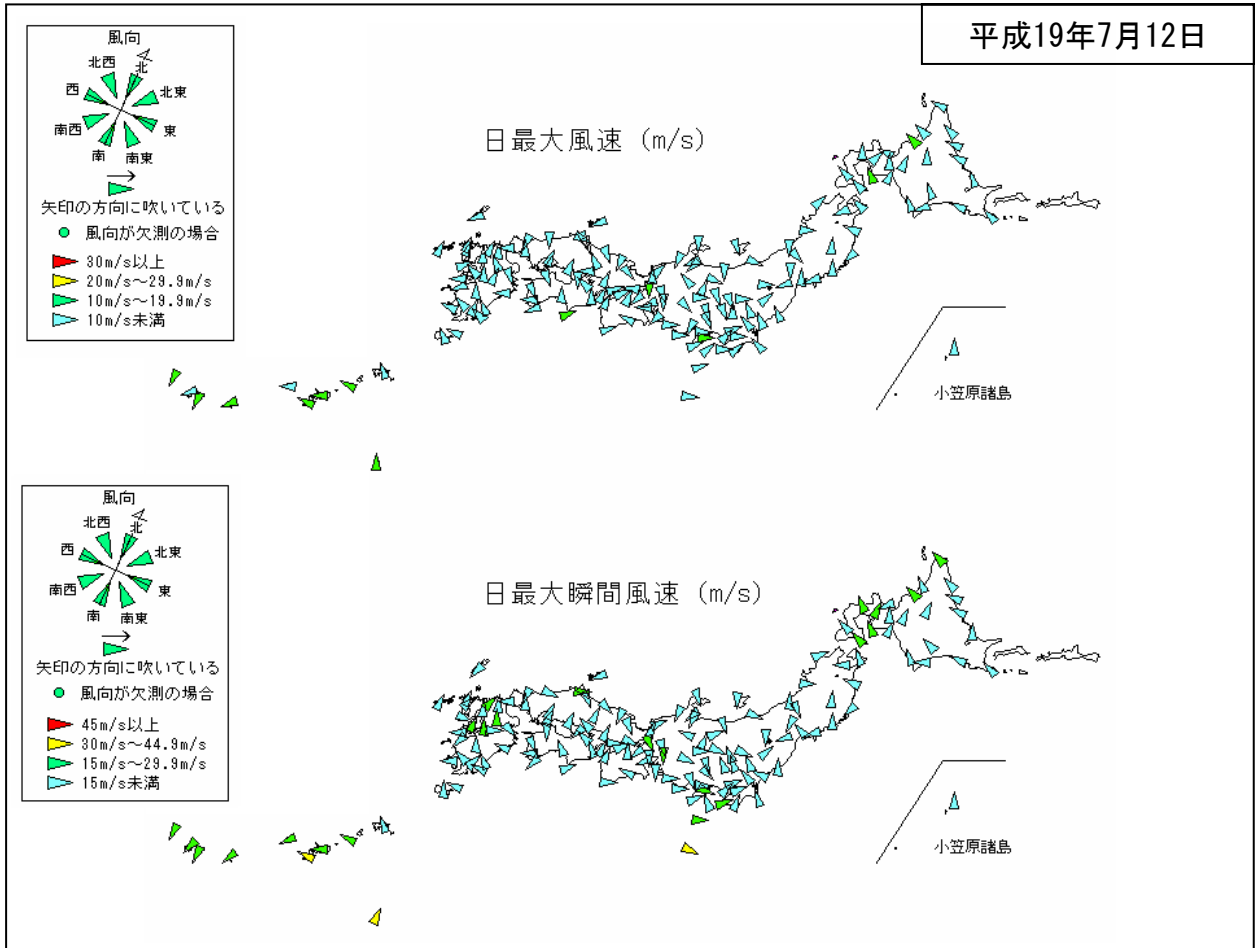 平成19年7月12日
風向
北
北西
北東
西
東
南西
南
南東
矢印の方向に吹いている
風向が欠測の場合
30m/s以上
20m/s～29.9m/s
10m/s～19.9m/s
10m/s未満
日最大風速 (m/s)
小笠原諸島
風向
北
北西
北東
西
東
南西
南
南東
矢印の方向に吹いている
風向が欠測の場合
45m/s以上
30m/s～44.9m/s
15m/s～29.9m/s
15m/s未満
日最大瞬間風速 (m/s)
小笠原諸島